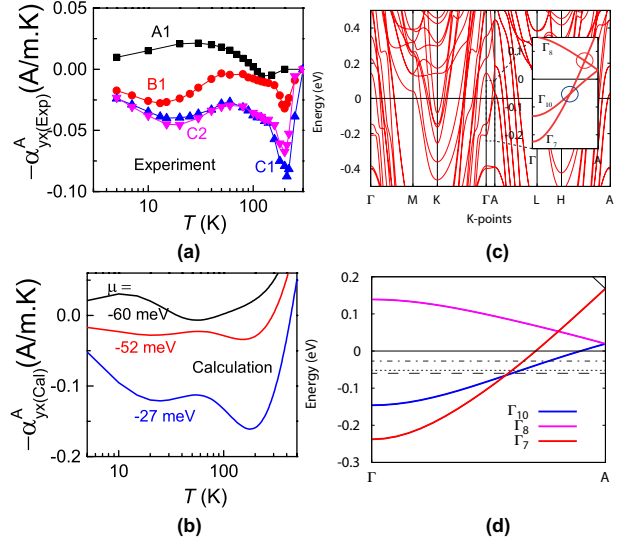 −α^A_yx(Exp) (A/m.K)
0.05
0.00
-0.05
-0.10
A1
B1
C2
C1
Experiment
10
100
T (K)
(a)
Energy (eV)
0.4
0.2
0
-0.2
-0.4
Γ
M
K
Γ
A
L
H
A
K-points
Γ8
Γ10
Γ7
0.1
0
-0.1
-0.2
Γ
A
(c)
−α^A_yx(Cal) (A/m.K)
0.0
-0.1
-0.2
μ =
-60 meV
-52 meV
Calculation
-27 meV
10
100
T (K)
(b)
Energy (eV)
0.2
0.1
0
-0.1
-0.2
-0.3
Γ10
Γ8
Γ7
Γ
A
(d)